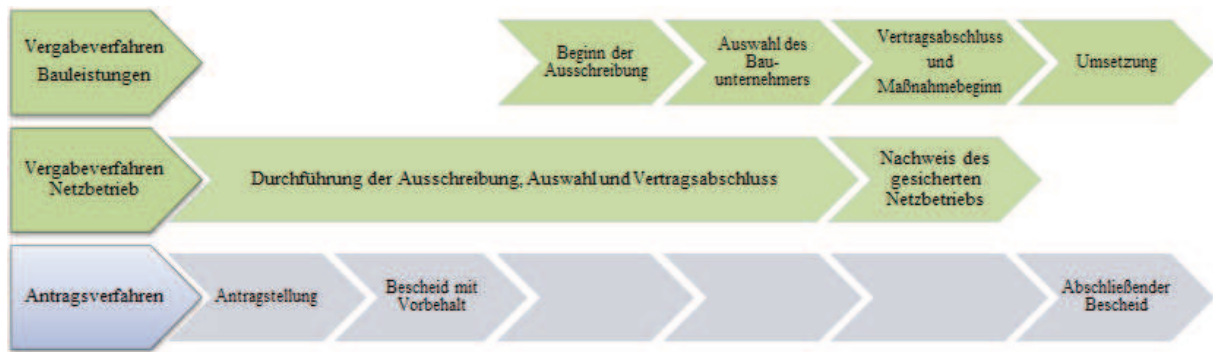 Vergabeverfahren
Bauleistungen
Beginn der
Ausschreibung
Auswahl des
Bau-
unternehmers
Vertragsabschluss
und
Maßnahmebeginn
Umsetzung
Vergabeverfahren
Netzbetrieb
Durchführung der Ausschreibung, Auswahl und Vertragsabschluss
Nachweis des
gesicherten
Netzbetriebs
Antragsverfahren
Antragstellung
Bescheid mit
Vorbehalt
Abschließender
Bescheid